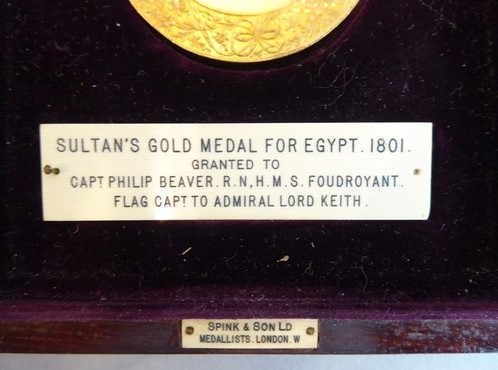 SULTAN'S GOLD MEDAL FOR EGYPT. 1801.
GRANTED TO
CAPT PHILIP BEAVER. R.N, H.M.S. FOUDROYANT.
FLAG CAPT TO ADMIRAL LORD KEITH.
SPINK & SON LD
MEDALLISTS. LONDON. W